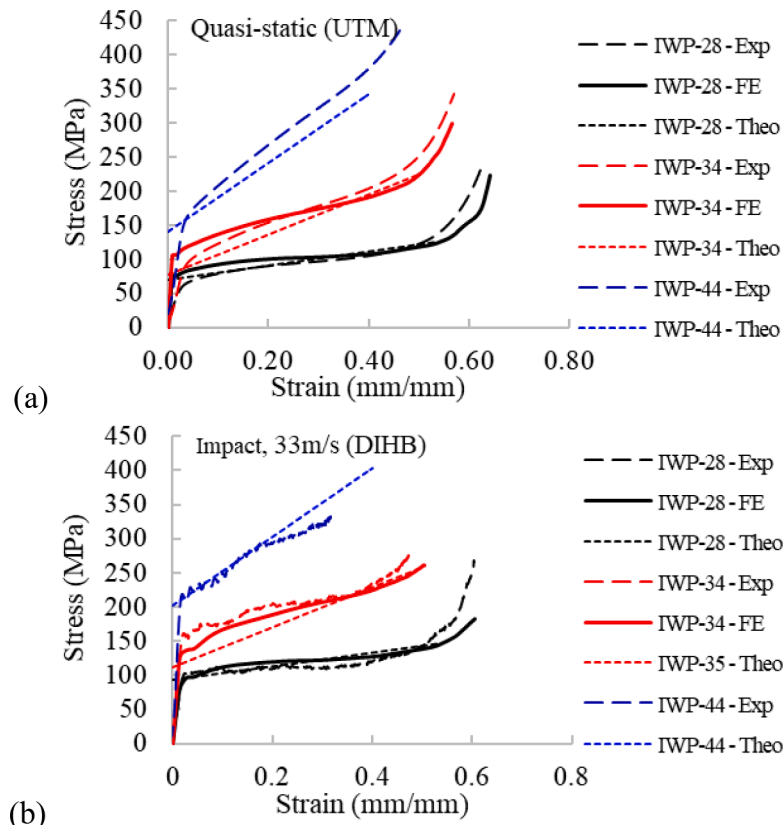 450
400
350
300
250
200
150
100
50
0
Stress (MPa)
Quasi-static (UTM)
0.00 0.20 0.40 0.60 0.80
Strain (mm/mm)
IWP-28 - Exp
IWP-28 - FE
IWP-28 - Theo
IWP-34 - Exp
IWP-34 - FE
IWP-34 - Theo
IWP-44 - Exp
IWP-44 - Theo
(a)
450
400
350
300
250
200
150
100
50
0
Stress (MPa)
Impact, 33m/s (DIHB)
0 0.2 0.4 0.6 0.8
Strain (mm/mm)
IWP-28 - Exp
IWP-28 - FE
IWP-28 - Theo
IWP-34 - Exp
IWP-34 - FE
IWP-35 - Theo
IWP-44 - Exp
IWP-44 - Theo
(b)